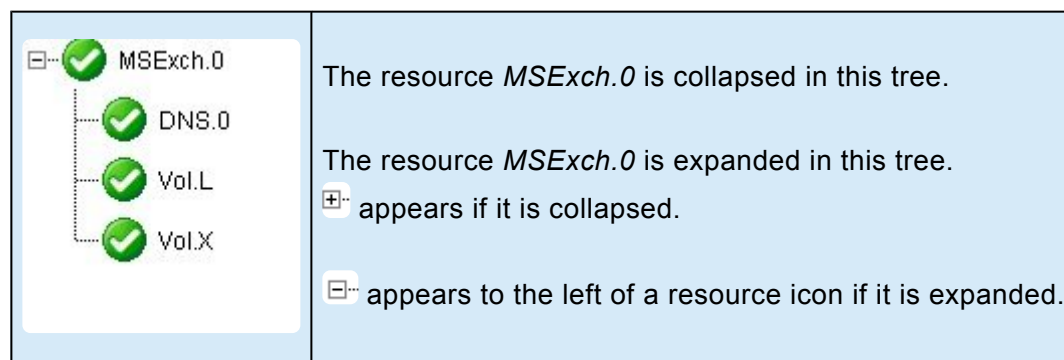 MSExch.0
DNS.0
Vol.L
Vol.X
The resource MSExch.0 is collapsed in this tree.
The resource MSExch.0 is expanded in this tree.
appears if it is collapsed.
appears to the left of a resource icon if it is expanded.